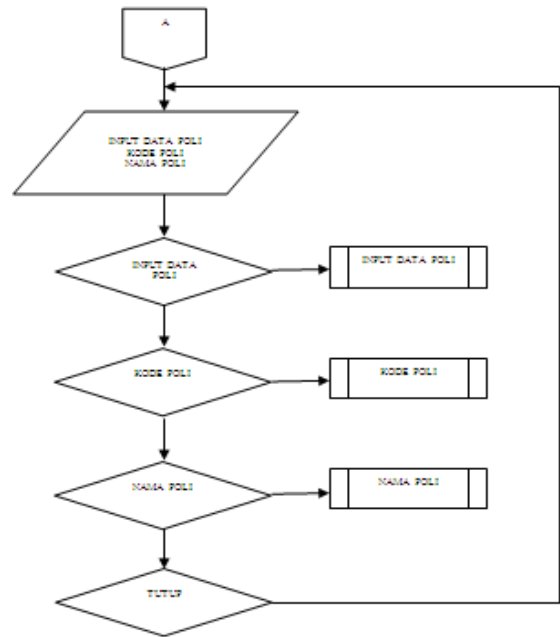 A
INPUT DATA POLI
KODE POLI
NAMA POLI
INPUT DATA
POLI
INPUT DATA POLI
KODE POLI
KODE POLI
NAMA POLI
NAMA POLI
TUTUP